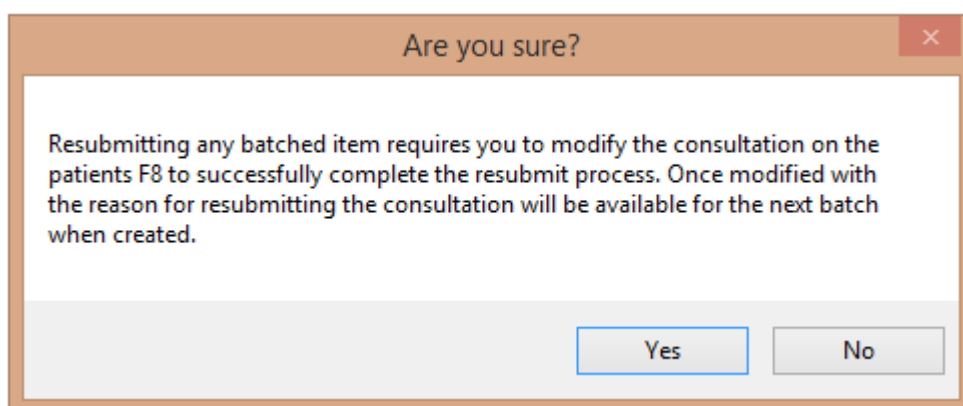 Are you sure?
Resubmitting any batched item requires you to modify the consultation on the
patients F8 to successfully complete the resubmit process. Once modified with
the reason for resubmitting the consultation will be available for the next batch
when created.
Yes No